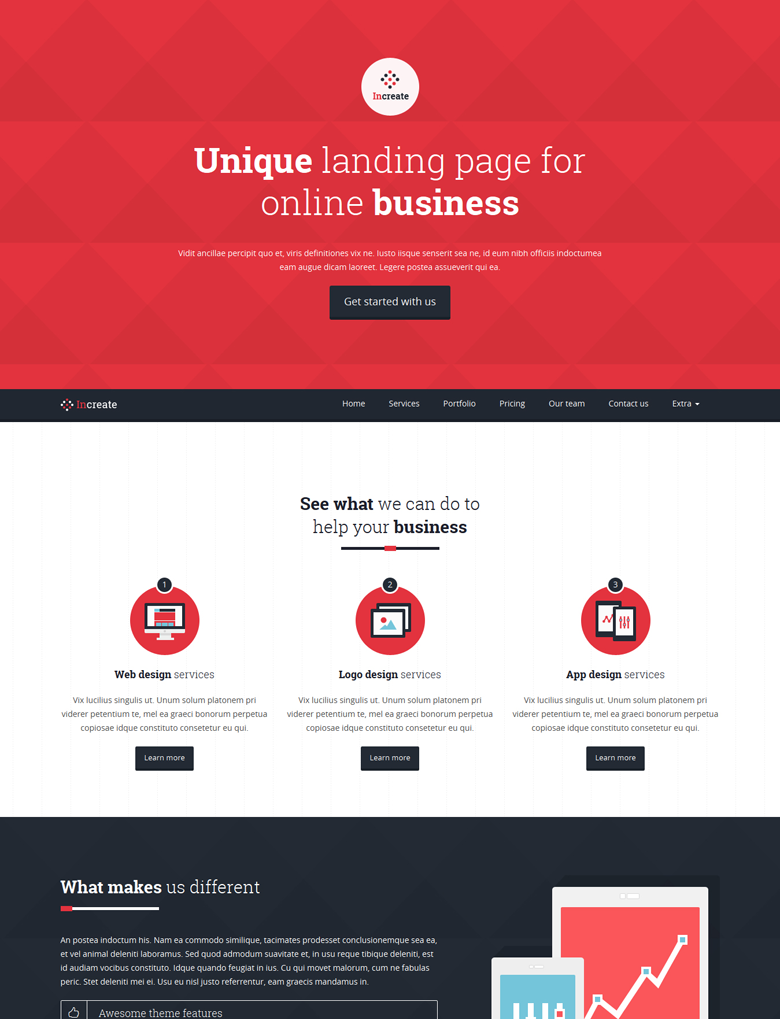 Increate
Unique landing page for
online business
Vidit ancillae percipit quo et, viris definitiones vix ne. Iusto iisque senserit sea ne, id eum nibh officiis indoctumea
eam augue dicam laoreet. Legere postea assueverit qui ea.
Get started with us
Increate Home Services Portfolio Pricing Our team Contact us Extra
See what we can do to
help your business
1 2 3
Web design services Logo design services App design services
Vix lucilius singulis ut. Unum solum platonem pri Vix lucilius singulis ut. Unum solum platonem pri Vix lucilius singulis ut. Unum solum platonem pri
viderer petentium te, mel ea graeci bonorum perpetua viderer petentium te, mel ea graeci bonorum perpetua viderer petentium te, mel ea graeci bonorum perpetua
copiosae idque constituto consetetur eu qui. copiosae idque constituto consetetur eu qui. copiosae idque constituto consetetur eu qui.
Learn more Learn more Learn more
What makes us different
An postea indoctum his. Nam ea commodo similique, tacimates prodesset conclusionemque sea ea,
et vel animal deleniti laboramus. Sed quod admodum suavitate et, in usu reque tibique deleniti, est
id audiam vocibus constituto. Idque quando feugiat in ius. Cu qui movet malorum, cum ne fabulas
peric. Stet deleniti mei ei. Usu eu nisl justo referrentur, eam graecis mandamus in.
Awesome theme features